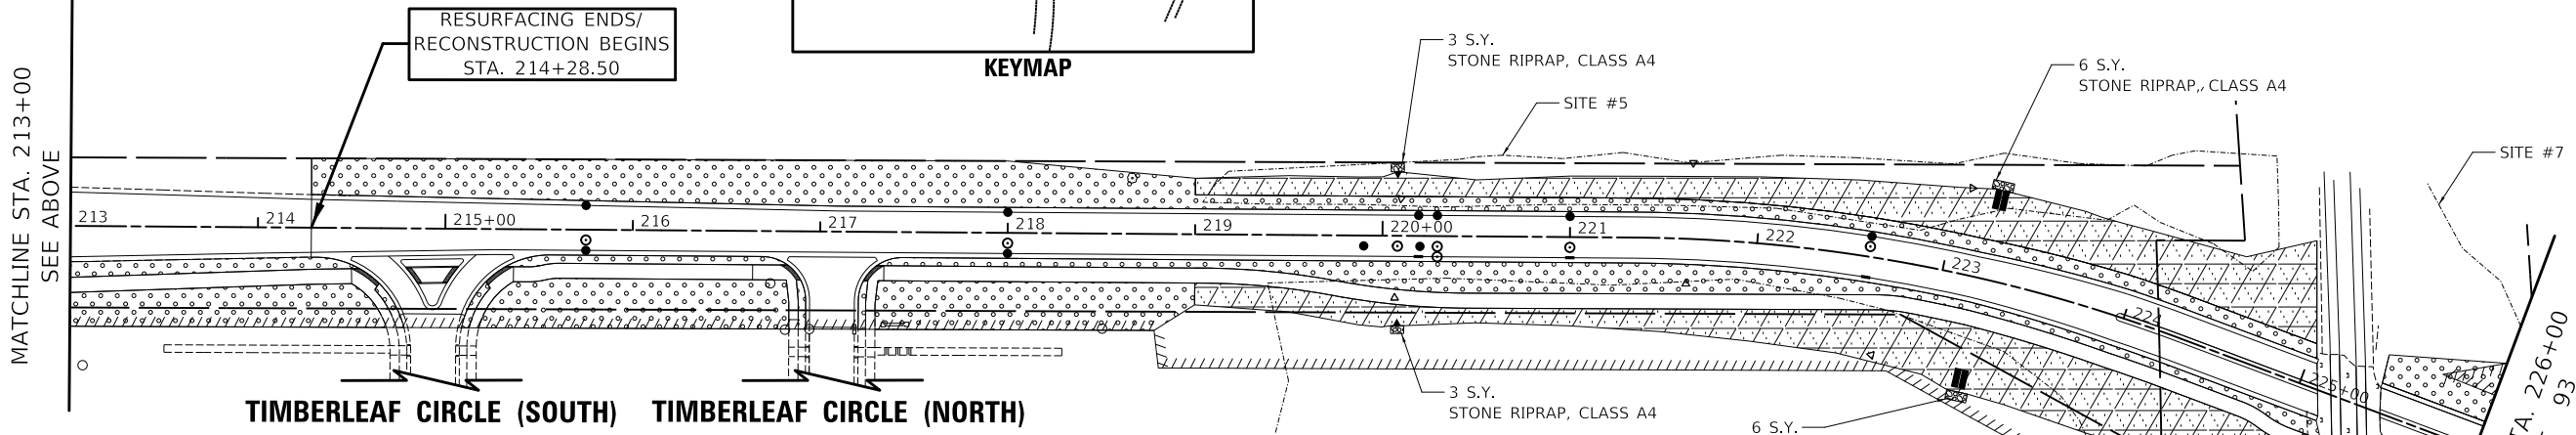 RESURFACING ENDS/
RECONSTRUCTION BEGINS
STA. 214+28.50
KEYMAP
3 S.Y.
STONE RIPRAP, CLASS A4
6 S.Y.
STONE RIPRAP, CLASS A4
SITE #5
SITE #7
MATCHLINE STA. 213+00
SEE ABOVE
213
214
215+00
216
217
218
219
220+00
221
222
223
224
225+00
3 S.Y.
STONE RIPRAP, CLASS A4
6 S.Y.
TIMBERLEAF CIRCLE (SOUTH)
TIMBERLEAF CIRCLE (NORTH)
TA. 226+00
93